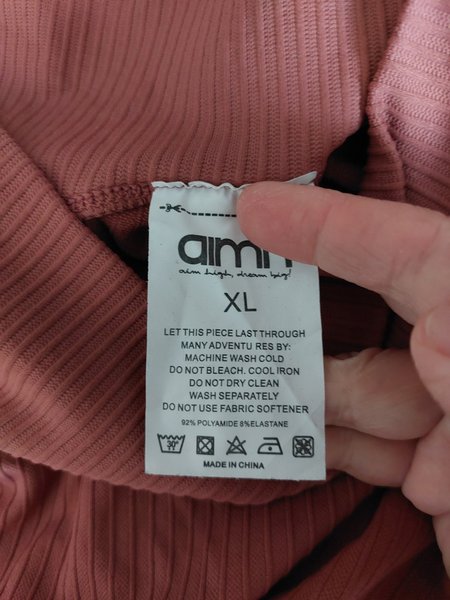 aimn
aim high, dream big!
XL
LET THIS PIECE LAST THROUGH
MANY ADVENTU RES BY:
MACHINE WASH COLD
DO NOT BLEACH. COOL IRON
DO NOT DRY CLEAN
WASH SEPARATELY
DO NOT USE FABRIC SOFTENER
92% POLYAMIDE 8% ELASTANE
30°
MADE IN CHINA